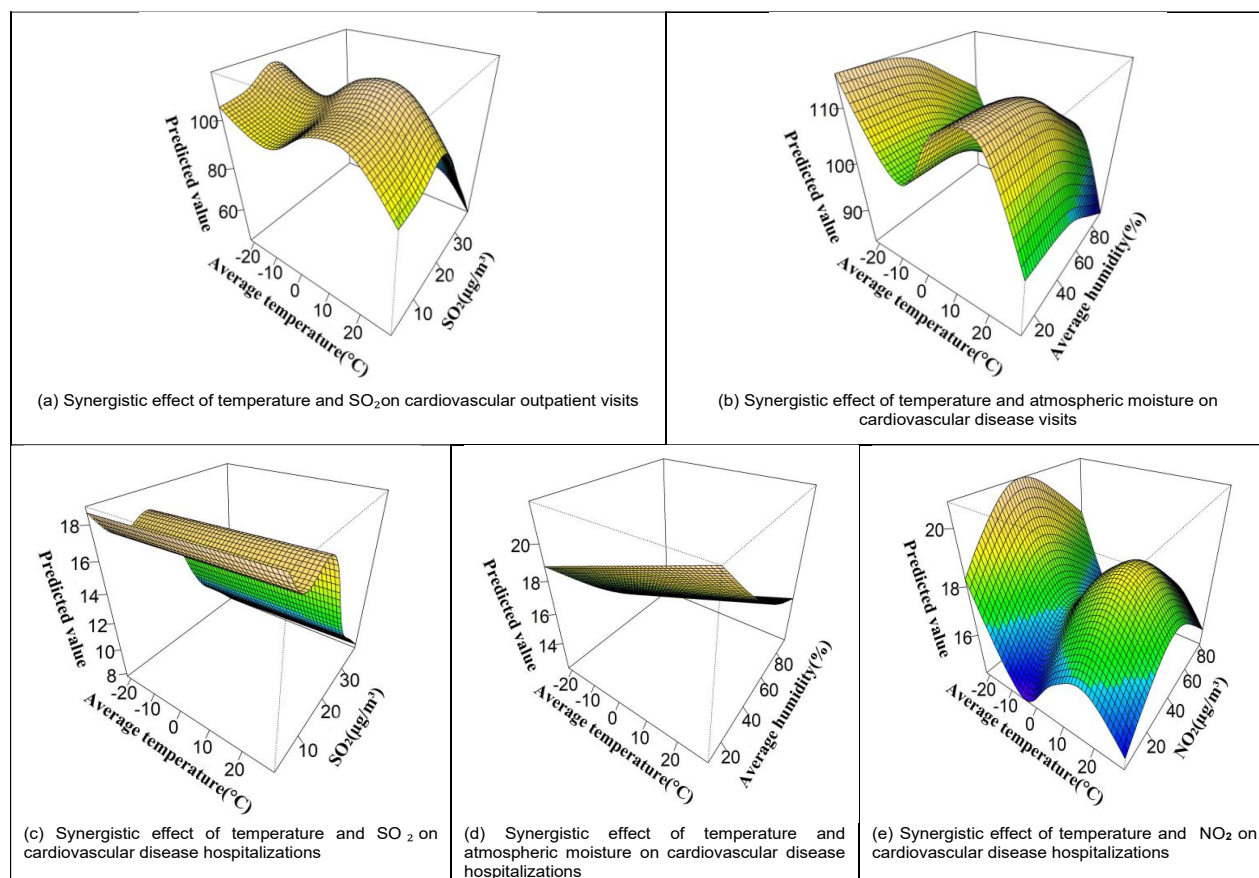 100
80
60
Predicted value
-20
-10
0
10
20
Average temperature(°C)
10
20
30
SO₂(μg/m³)
(a) Synergistic effect of temperature and SO₂on cardiovascular outpatient visits
110
100
90
Predicted value
-20
-10
0
10
20
Average temperature(°C)
20
40
60
80
Average humidity(%)
(b) Synergistic effect of temperature and atmospheric moisture on
cardiovascular disease visits
18
16
14
12
10
8
Predicted value
-20
-10
0
10
20
Average temperature(°C)
10
20
30
SO₂(μg/m³)
(c) Synergistic effect of temperature and SO ₂ on
cardiovascular disease hospitalizations
20
18
16
14
Predicted value
-20
-10
0
10
20
Average temperature(°C)
20
40
60
80
Average humidity(%)
(d) Synergistic effect of temperature and
atmospheric moisture on cardiovascular disease
hospitalizations
20
18
16
Predicted value
-20
-10
0
10
20
Average temperature(°C)
20
40
60
80
NO₂(μg/m³)
(e) Synergistic effect of temperature and NO₂ on
cardiovascular disease hospitalizations